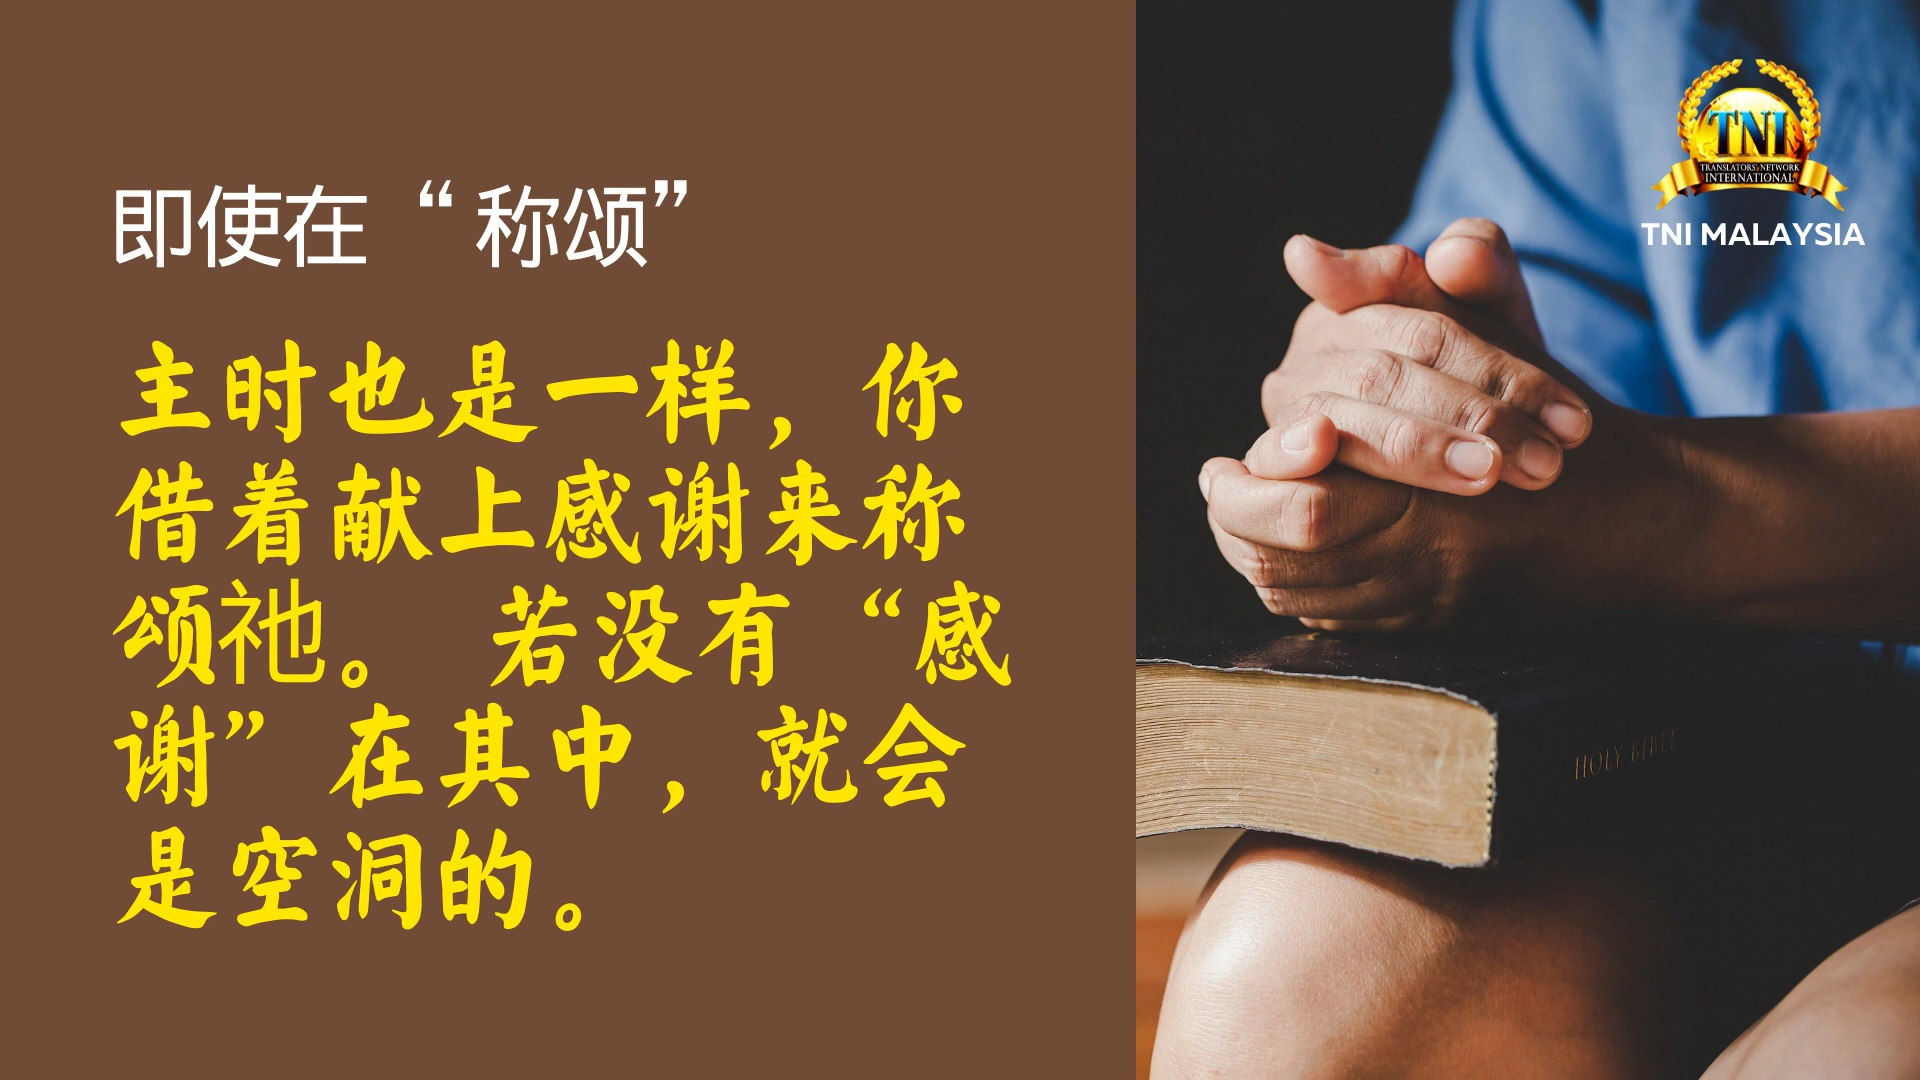 即使在“称颂”
主时也是一样，你
借着献上感谢来称
颂祂。 若没有“感
谢”在其中，就会
是空洞的。
TNI
TRANSLATORS' NETWORK
INTERNATIONAL
TNI MALAYSIA
HOLY BIBLE